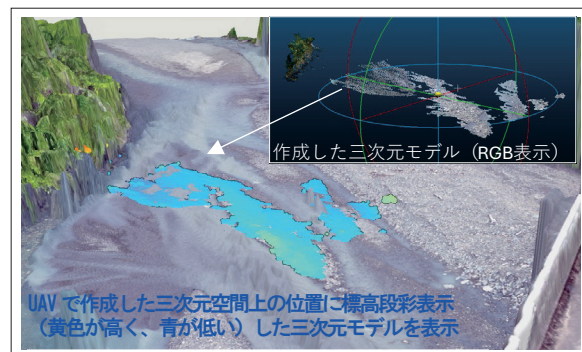 作成した三次元モデル（RGB表示）
UAVで作成した三次元空間上の位置に標高段彩表示
（黄色が高く、青が低い）した三次元モデルを表示